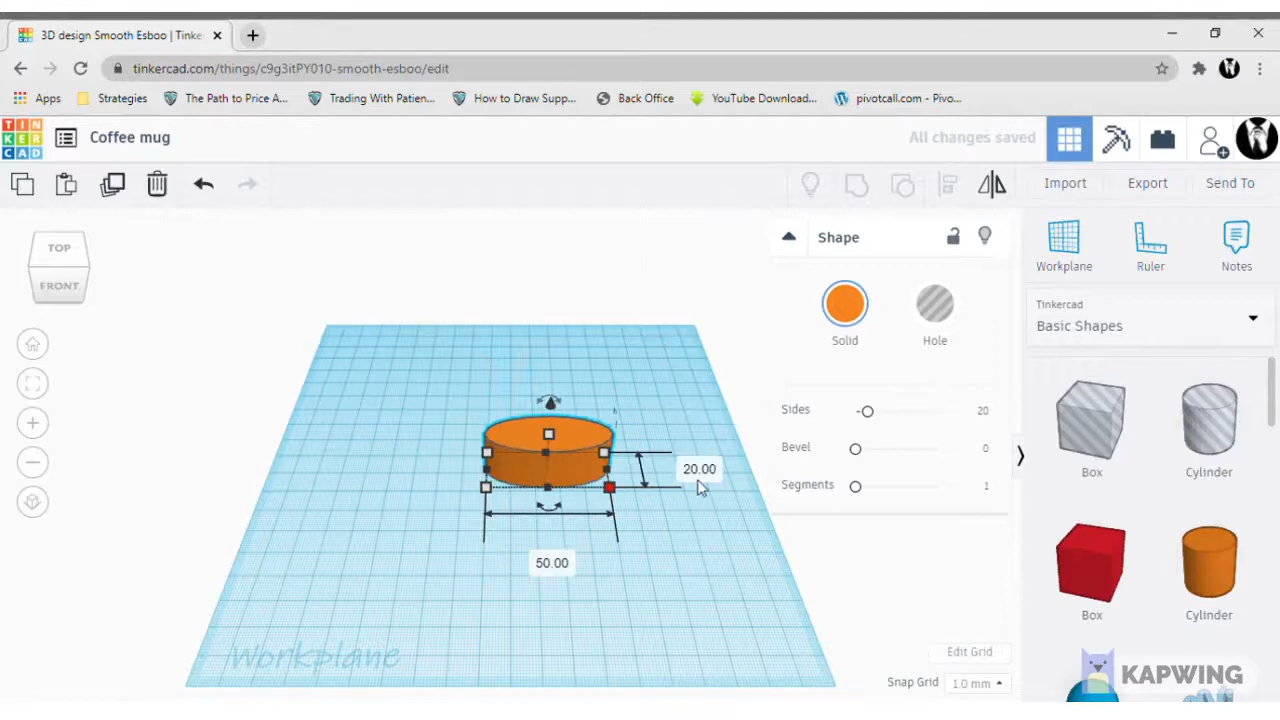 3D design Smooth Esboo | Tinke
tinkercad.com/things/c9g3itPY010-smooth-esboo/edit
Apps Strategies The Path to Price A... Trading With Patien... How to Draw Supp... Back Office YouTube Download... pivotcall.com - Pivo...
TIN
KER
CAD
Coffee mug
All changes saved
Import Export Send To
TOP
FRONT
Shape
Solid Hole
Sides 20
Bevel 0
Segments 1
Workplane Ruler Notes
Tinkercad
Basic Shapes
Box Cylinder
Box Cylinder
20.00
50.00
Workplane
Edit Grid
Snap Grid 1.0 mm
KAPWING